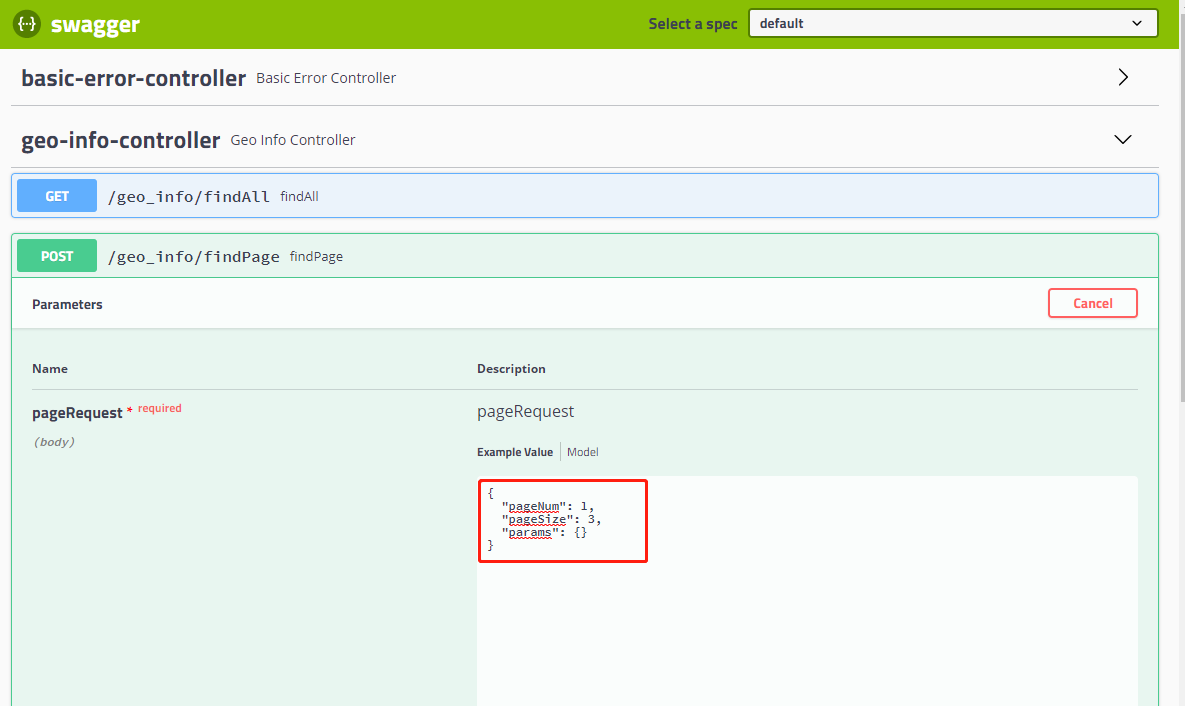 {···} swagger Select a spec default
basic-error-controller Basic Error Controller
geo-info-controller Geo Info Controller
GET /geo_info/findAll findAll
POST /geo_info/findPage findPage
Parameters Cancel
Name Description
pageRequest * required pageRequest
(body)
Example Value Model
{
"pageNum": 1,
"pageSize": 3,
"params": {}
}